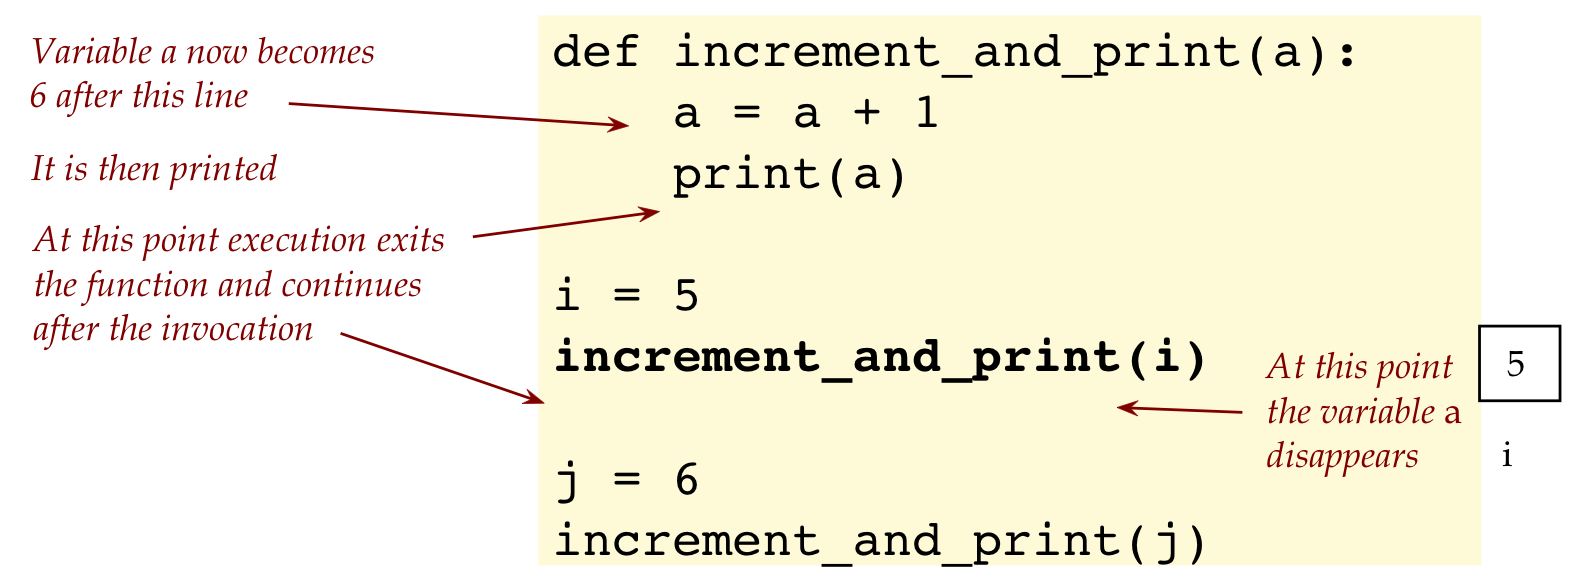 Variable a now becomes
6 after this line
It is then printed
At this point execution exits
the function and continues
after the invocation
def increment_and_print(a):
    a = a + 1
    print(a)
i = 5
increment_and_print(i)
j = 6
increment_and_print(j)
At this point
the variable a
disappears
5
i